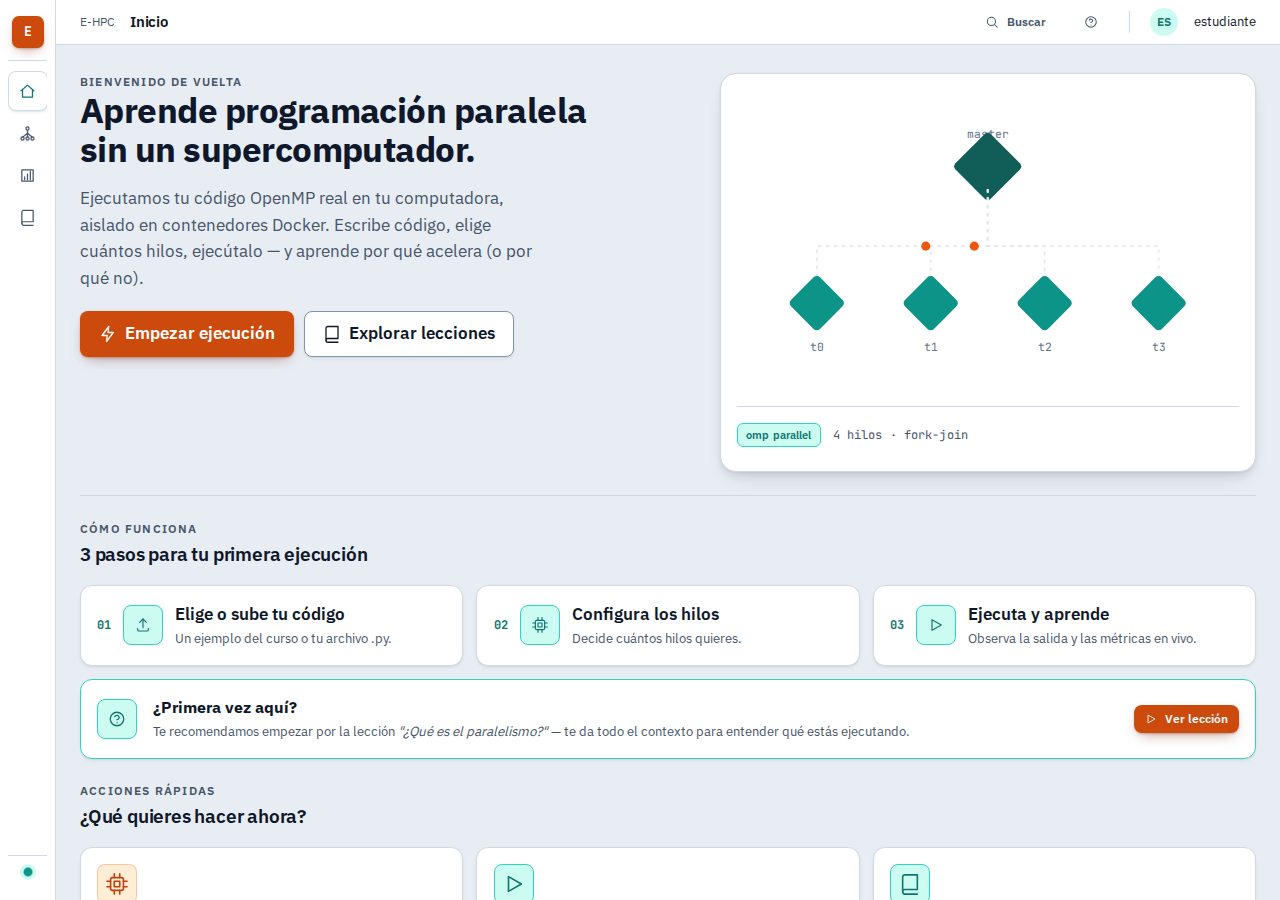 E
E-HPC Inicio
Buscar
ES estudiante
BIENVENIDO DE VUELTA
Aprende programación paralela
sin un supercomputador.
Ejecutamos tu código OpenMP real en tu computadora,
aislado en contenedores Docker. Escribe código, elige
cuántos hilos, ejecútalo — y aprende por qué acelera (o por
qué no).
Empezar ejecución
Explorar lecciones
master
t0 t1 t2 t3
omp parallel 4 hilos · fork-join
CÓMO FUNCIONA
3 pasos para tu primera ejecución
01 Elige o sube tu código
Un ejemplo del curso o tu archivo .py.
02 Configura los hilos
Decide cuántos hilos quieres.
03 Ejecuta y aprende
Observa la salida y las métricas en vivo.
¿Primera vez aquí?
Te recomendamos empezar por la lección "¿Qué es el paralelismo?" — te da todo el contexto para entender qué estás ejecutando.
Ver lección
ACCIONES RÁPIDAS
¿Qué quieres hacer ahora?